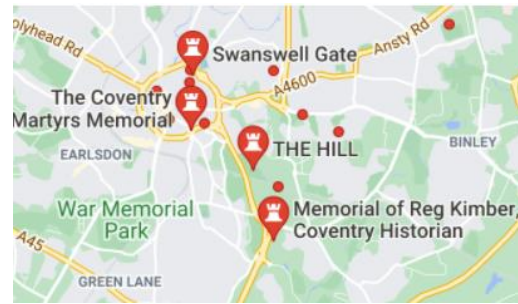 olyhead Rd
Ansty Rd
Swanswell Gate
A4600
The Coventry
Martyrs Memorial
THE HILL
BINLEY
EARLSDON
War Memorial
Park
Memorial of Reg Kimber,
Coventry Historian
A45
GREEN LANE